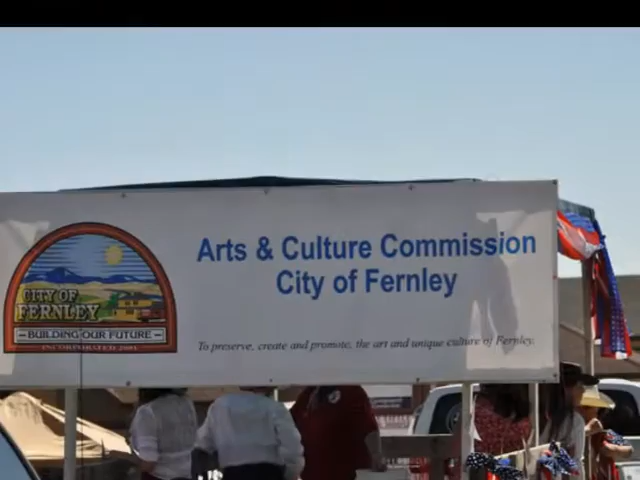 Arts & Culture Commission
City of Fernley
CITY OF
FERNLEY
BUILDING OUR FUTURE
INCORPORATED 2001
To preserve, create and promote, the art and unique culture of Fernley.